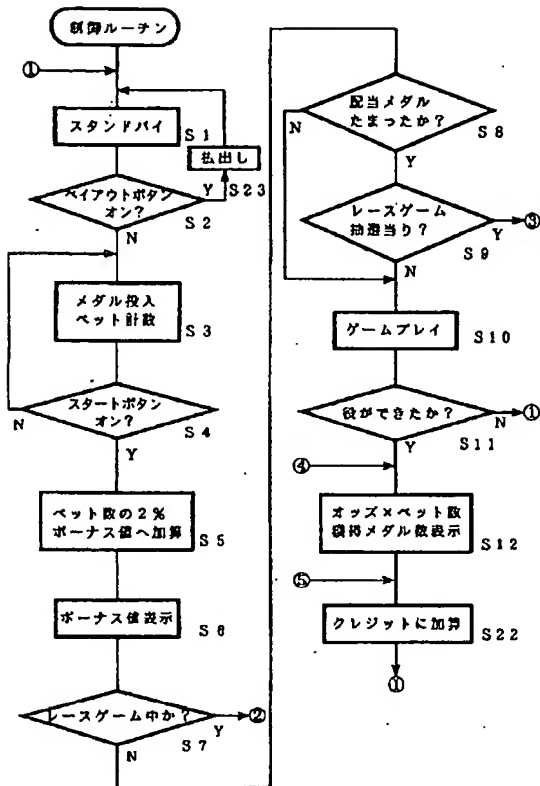 制御ルーチン
①
スタンドバイ
S1
払出し
S23
ペイアウトボタン
オン?
Y
S2
N
メダル投入
ベット計数
S3
スタートボタン
オン?
N
S4
Y
ベット数の2%
ボーナス値へ加算
S5
ボーナス値表示
S6
レースゲーム中か?
②
S7
Y
N
配当メダル
たまったか?
N
S8
Y
レースゲーム
抽選当り?
③
Y
S9
N
ゲームプレイ
S10
役ができたか?
①
N
S11
Y
④
オッズ×ベット数
獲得メダル数表示
S12
⑤
クレジットに加算
S22
①